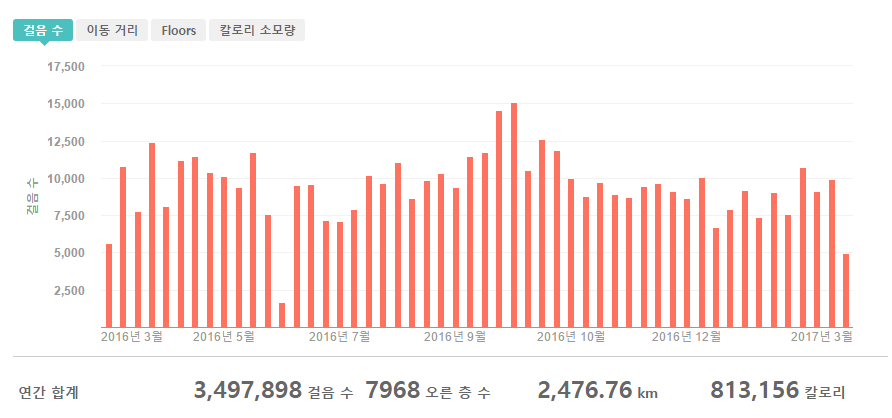 걸음 수 이동 거리 Floors 칼로리 소모량
17,500
15,000
12,500
10,000
7,500
5,000
2,500
걸음 수
2016년 3월 2016년 5월 2016년 7월 2016년 9월 2016년 10월 2016년 12월 2017년 3월
연간 합계 3,497,898 걸음 수 7968 오른 층 수 2,476.76 km 813,156 칼로리